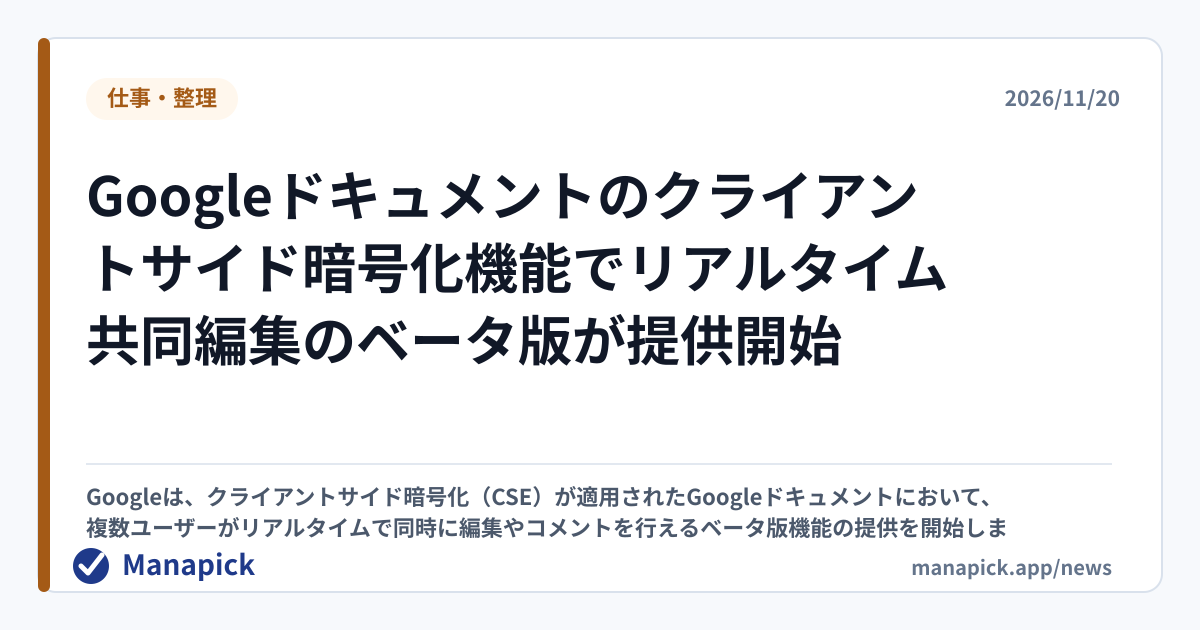 仕事・整理
2026/11/20
Googleドキュメントのクライアン
トサイド暗号化機能でリアルタイム
共同編集のベータ版が提供開始
Googleは、クライアントサイド暗号化（CSE）が適用されたGoogleドキュメントにおいて、
複数ユーザーがリアルタイムで同時に編集やコメントを行えるベータ版機能の提供を開始しま
Manapick
manapick.app/news